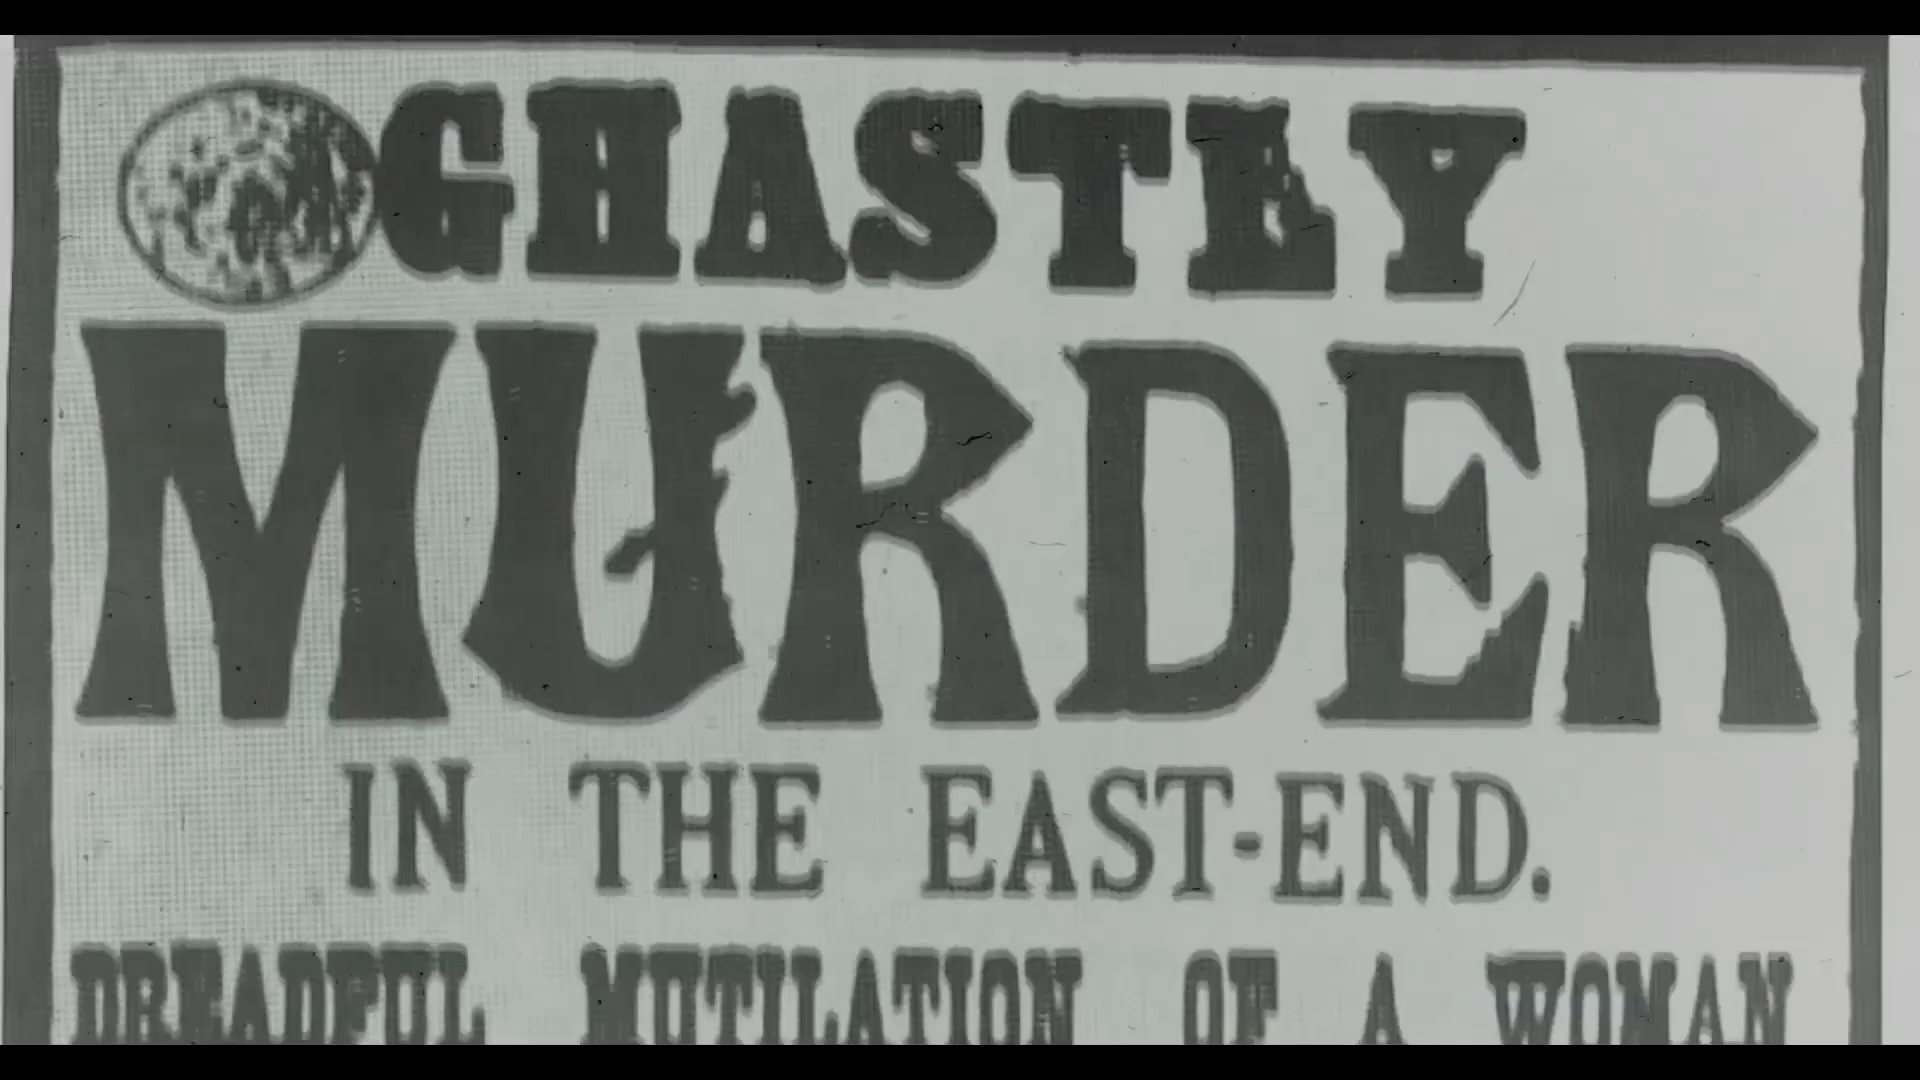 GHASTLY
MURDER
IN THE EAST-END.
DREADFUL MUTILATION OF A WOMAN